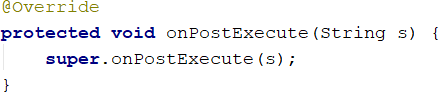 @Override
protected void onPostExecute(String s) {
    super.onPostExecute(s);
}